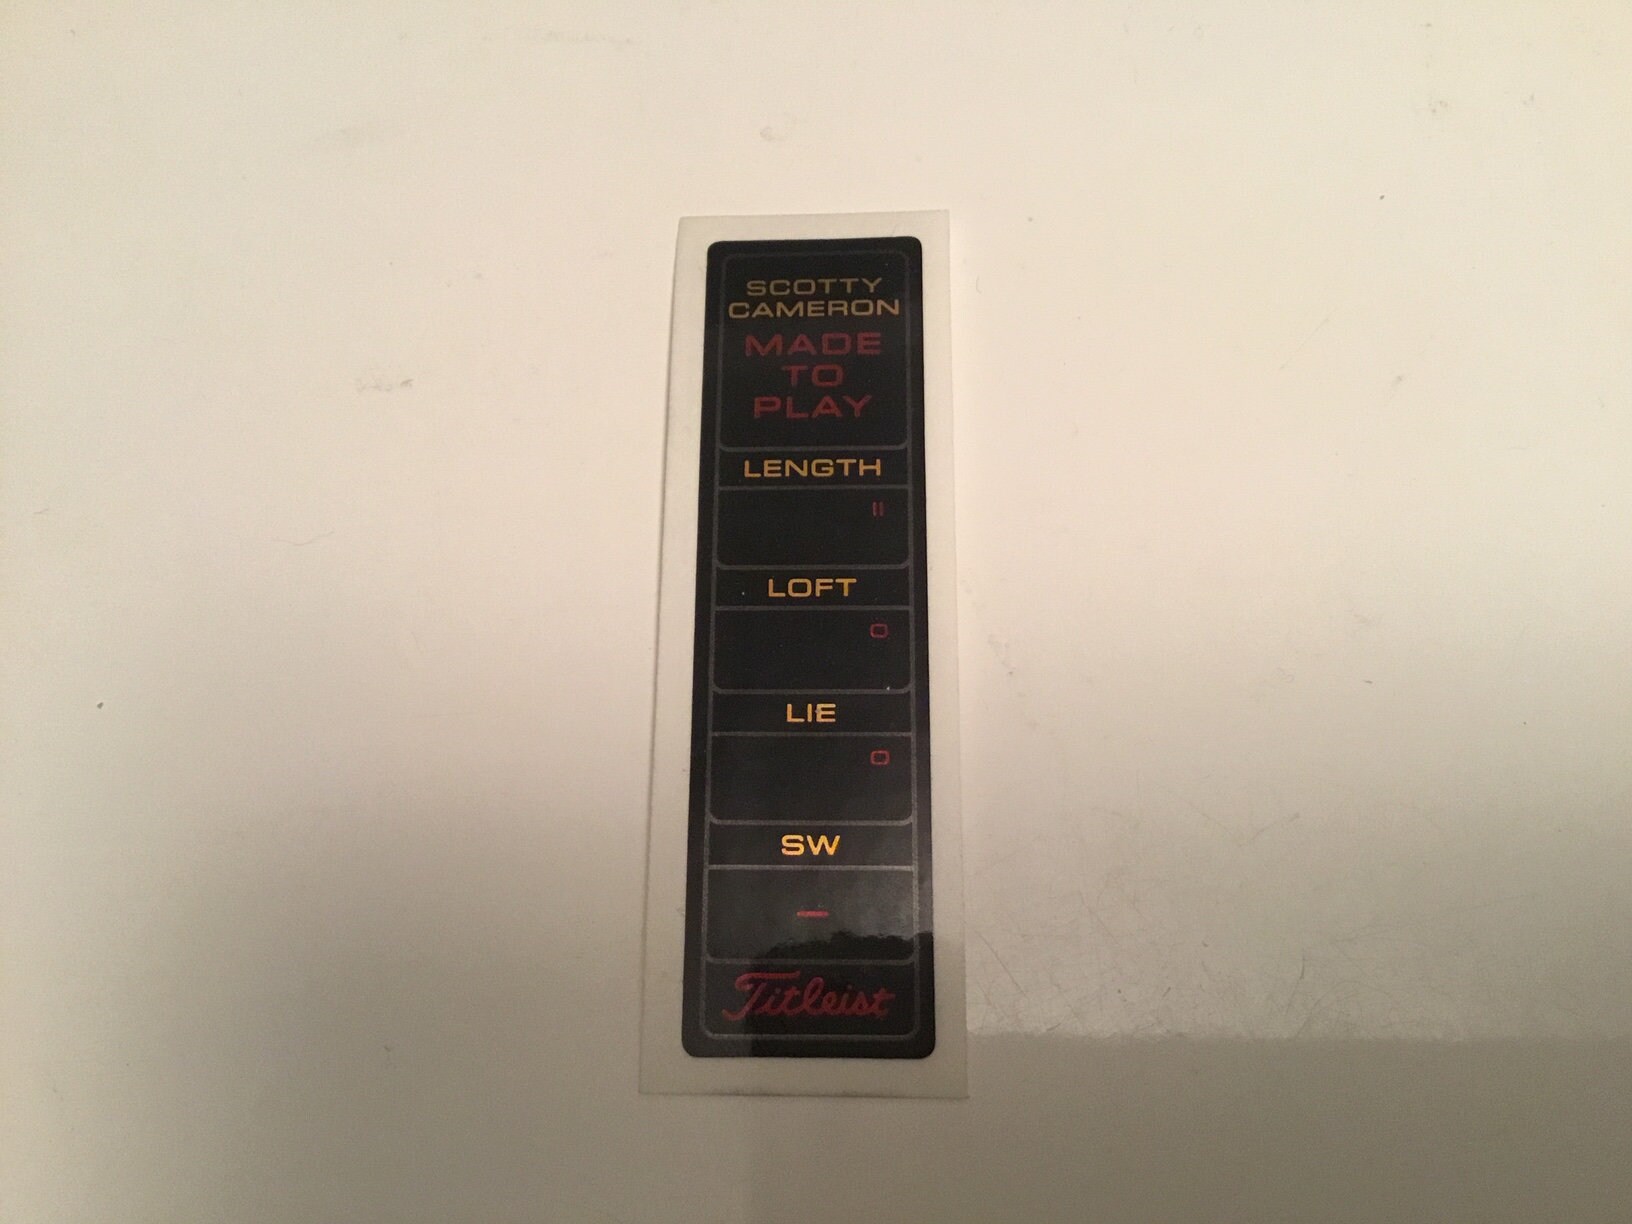 SCOTTY
CAMERON
MADE
TO
PLAY
LENGTH
"
LOFT
°
LIE
°
SW
—
Titleist